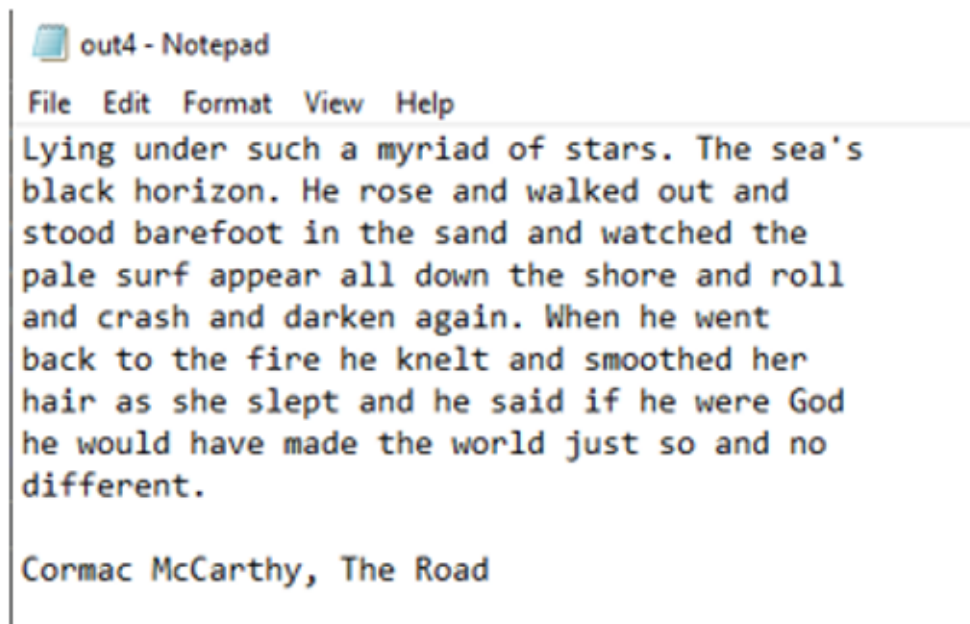 out4 - Notepad
File Edit Format View Help
Lying under such a myriad of stars. The sea's
black horizon. He rose and walked out and
stood barefoot in the sand and watched the
pale surf appear all down the shore and roll
and crash and darken again. When he went
back to the fire he knelt and smoothed her
hair as she slept and he said if he were God
he would have made the world just so and no
different.

Cormac McCarthy, The Road